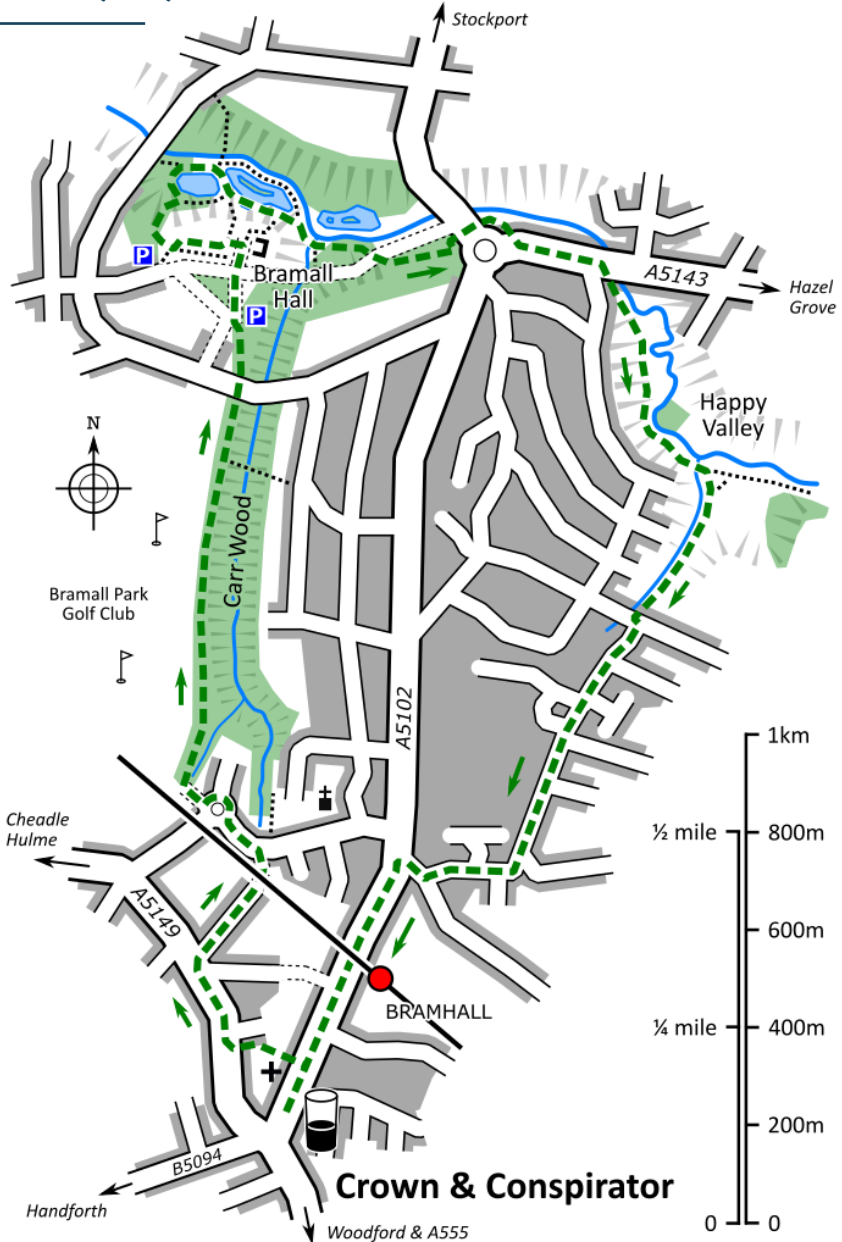 Stockport
A5143
Hazel
Grove
P
Bramall
Hall
P
Happy
Valley
N
Carr Wood
Bramall Park
Golf Club
A5102
1km
Cheadle
Hulme
½ mile
800m
A5149
600m
BRAMHALL
¼ mile
400m
200m
B5094
Crown & Conspirator
Handforth
0
0
Woodford & A555